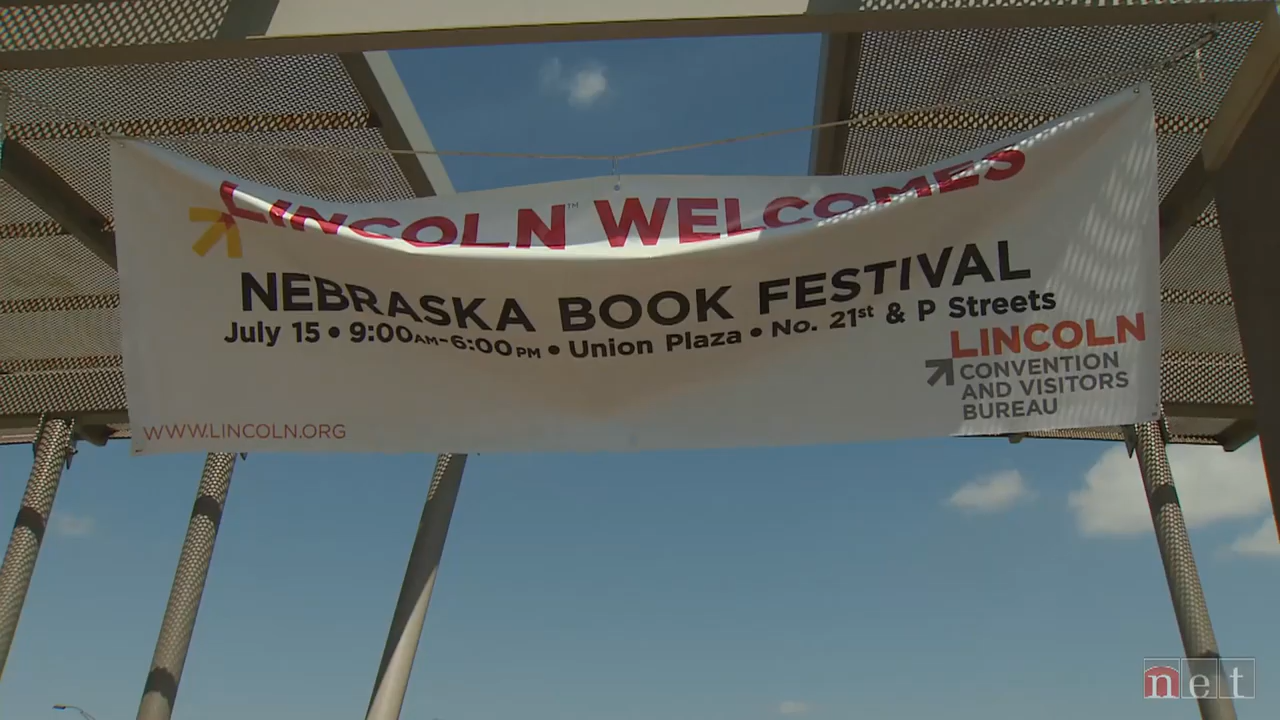 LINCOLN™ WELCOMES
NEBRASKA BOOK FESTIVAL
July 15 • 9:00AM-6:00PM • Union Plaza • No. 21st & P Streets
LINCOLN
CONVENTION
AND VISITORS
BUREAU
WWW.LINCOLN.ORG
net